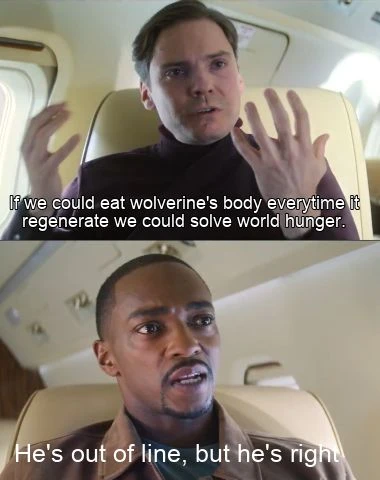 If we could eat wolverine's body everytime it
regenerate we could solve world hunger.
He's out of line, but he's right